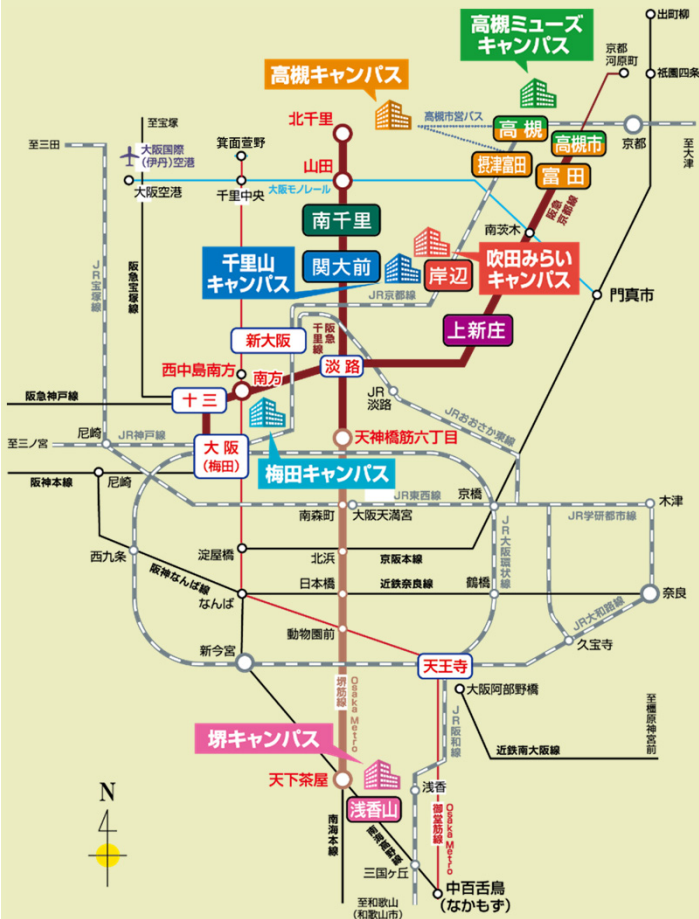 出町柳
高槻ミューズ
キャンパス
京都
河原町
祇園四条
高槻キャンパス
至宝塚
北千里
高槻市営バス
高槻
京都
至大津
至三田
大阪国際
(伊丹)空港
箕面萱野
高槻市
摂津富田
富田
山田
大阪空港
千里中央
大阪モノレール
阪急
京都線
南千里
南茨木
千里山
キャンパス
関大前
岸辺
吹田みらい
キャンパス
JR宝塚線
阪急宝塚線
JR京都線
門真市
新大阪
阪急
千里線
上新庄
西中島南方
南方
淡路
JR
淡路
阪急神戸線
十三
JRおおさか東線
尼崎
至三ノ宮
JR神戸線
大阪
(梅田)
天神橋筋六丁目
梅田キャンパス
阪神本線
尼崎
JR東西線
京橋
木津
南森町
大阪天満宮
JR学研都市線
西九条
淀屋橋
北浜
京阪本線
JR大阪環状線
阪神なんば線
なんば
日本橋
近鉄奈良線
鶴橋
奈良
動物園前
JR大和路線
新今宮
久宝寺
天王寺
堺筋線
Osaka Metro
大阪阿部野橋
至橿原神宮前
JR阪和線
堺キャンパス
近鉄南大阪線
N
天下茶屋
浅香
浅香山
南海本線
南海高野線
Osaka Metro
御堂筋線
三国ヶ丘
中百舌鳥
(なかもず)
至和歌山
(和歌山市)